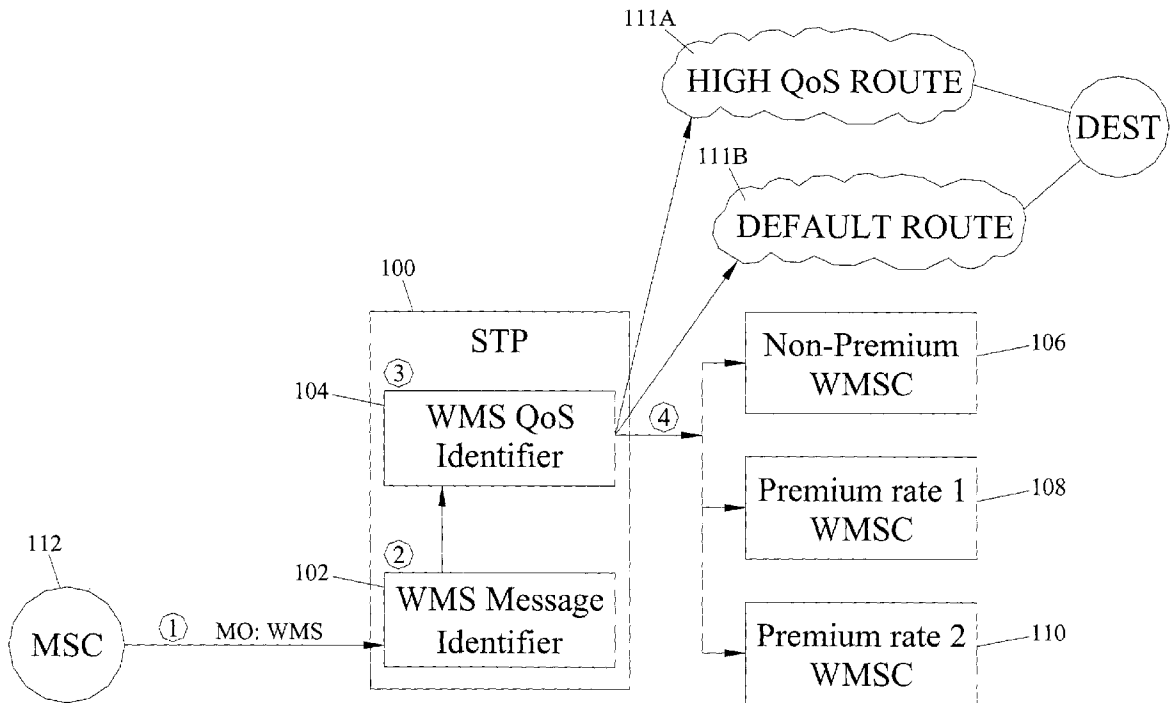 111A
HIGH QoS ROUTE
DEST
111B
DEFAULT ROUTE
100
STP
Non-Premium
WMSC
106
3
104
WMS QoS
Identifier
4
Premium rate 1
WMSC
108
112
2
102
WMS Message
Identifier
MSC
1
MO: WMS
Premium rate 2
WMSC
110